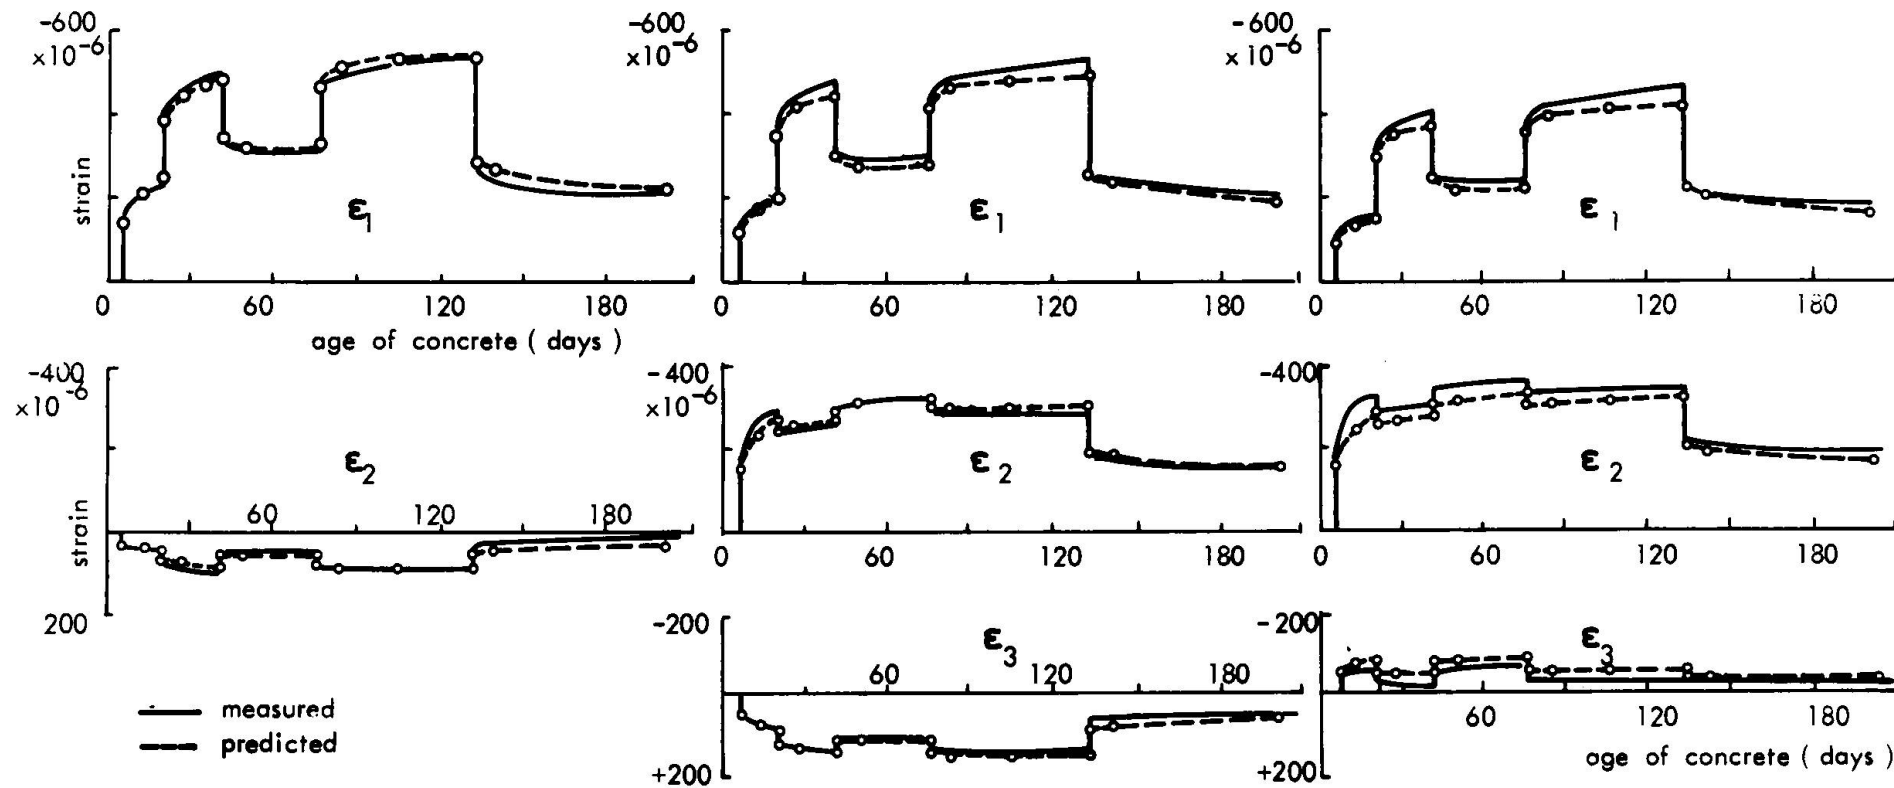 -600 -600 -600
×10-6 ×10-6 ×10-6
strain ε1 ε1 ε1
0 60 120 180 0 60 120 180 0 60 120 180
age of concrete ( days )
-400 -400 -400
×10-6 ×10-6
strain ε2 ε2 ε2
60 120 180
0 60 120 180 0 60 120 180
200 -200 -200
ε3 ε3
60 120 180
measured
predicted
60 120 180
+200 +200
age of concrete ( days )